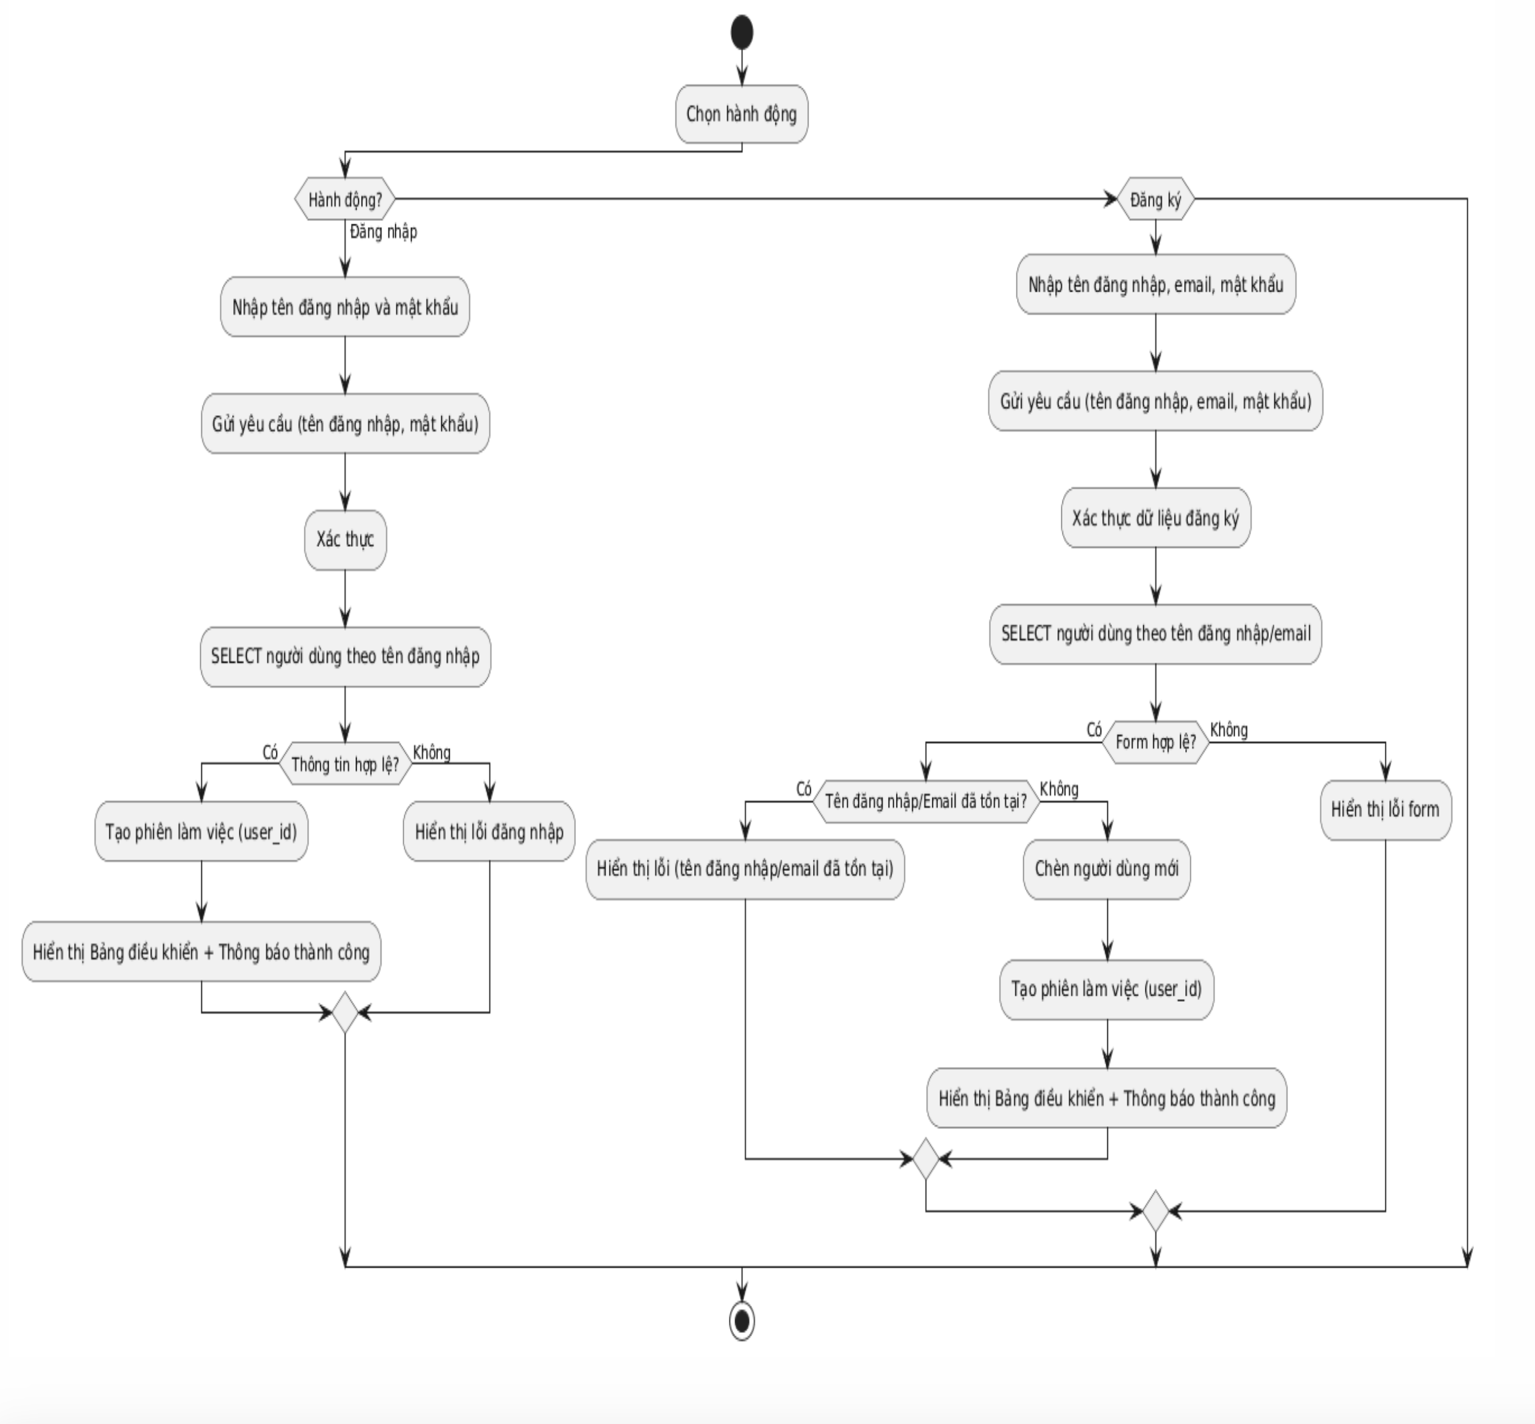 Chọn hành động
Hành động?
Đăng nhập
Nhập tên đăng nhập và mật khẩu
Gửi yêu cầu (tên đăng nhập, mật khẩu)
Xác thực
SELECT người dùng theo tên đăng nhập
Thông tin hợp lệ?
Có
Không
Tạo phiên làm việc (user_id)
Hiển thị Bảng điều khiển + Thông báo thành công
Hiển thị lỗi đăng nhập
Đăng ký
Nhập tên đăng nhập, email, mật khẩu
Gửi yêu cầu (tên đăng nhập, email, mật khẩu)
Xác thực dữ liệu đăng ký
SELECT người dùng theo tên đăng nhập/email
Form hợp lệ?
Có
Không
Tên đăng nhập/Email đã tồn tại?
Có
Không
Hiển thị lỗi (tên đăng nhập/email đã tồn tại)
Chèn người dùng mới
Tạo phiên làm việc (user_id)
Hiển thị Bảng điều khiển + Thông báo thành công
Hiển thị lỗi form